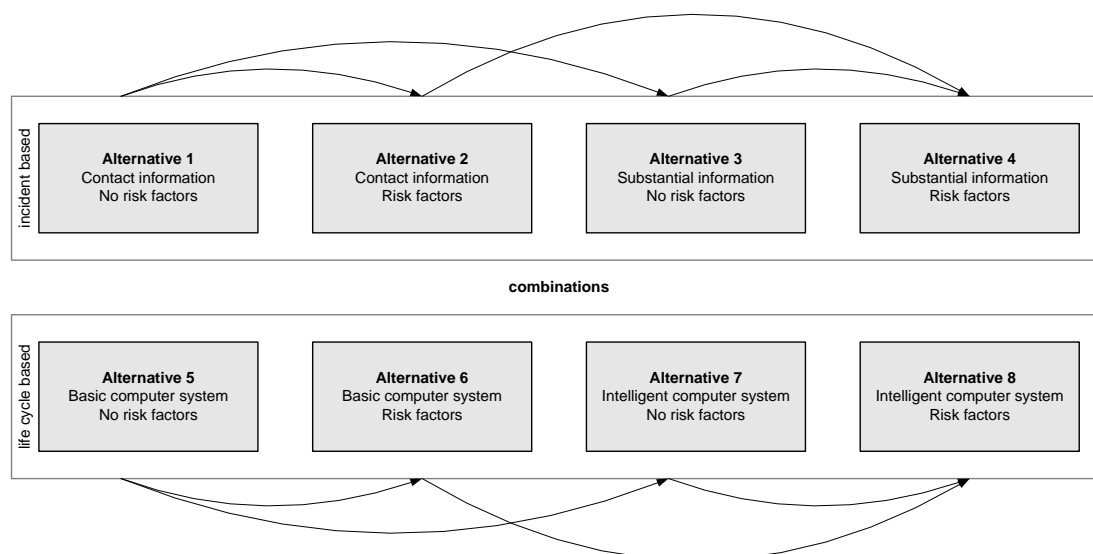 incident based
Alternative 1
Contact information
No risk factors
Alternative 2
Contact information
Risk factors
Alternative 3
Substantial information
No risk factors
Alternative 4
Substantial information
Risk factors
combinations
life cycle based
Alternative 5
Basic computer system
No risk factors
Alternative 6
Basic computer system
Risk factors
Alternative 7
Intelligent computer system
No risk factors
Alternative 8
Intelligent computer system
Risk factors